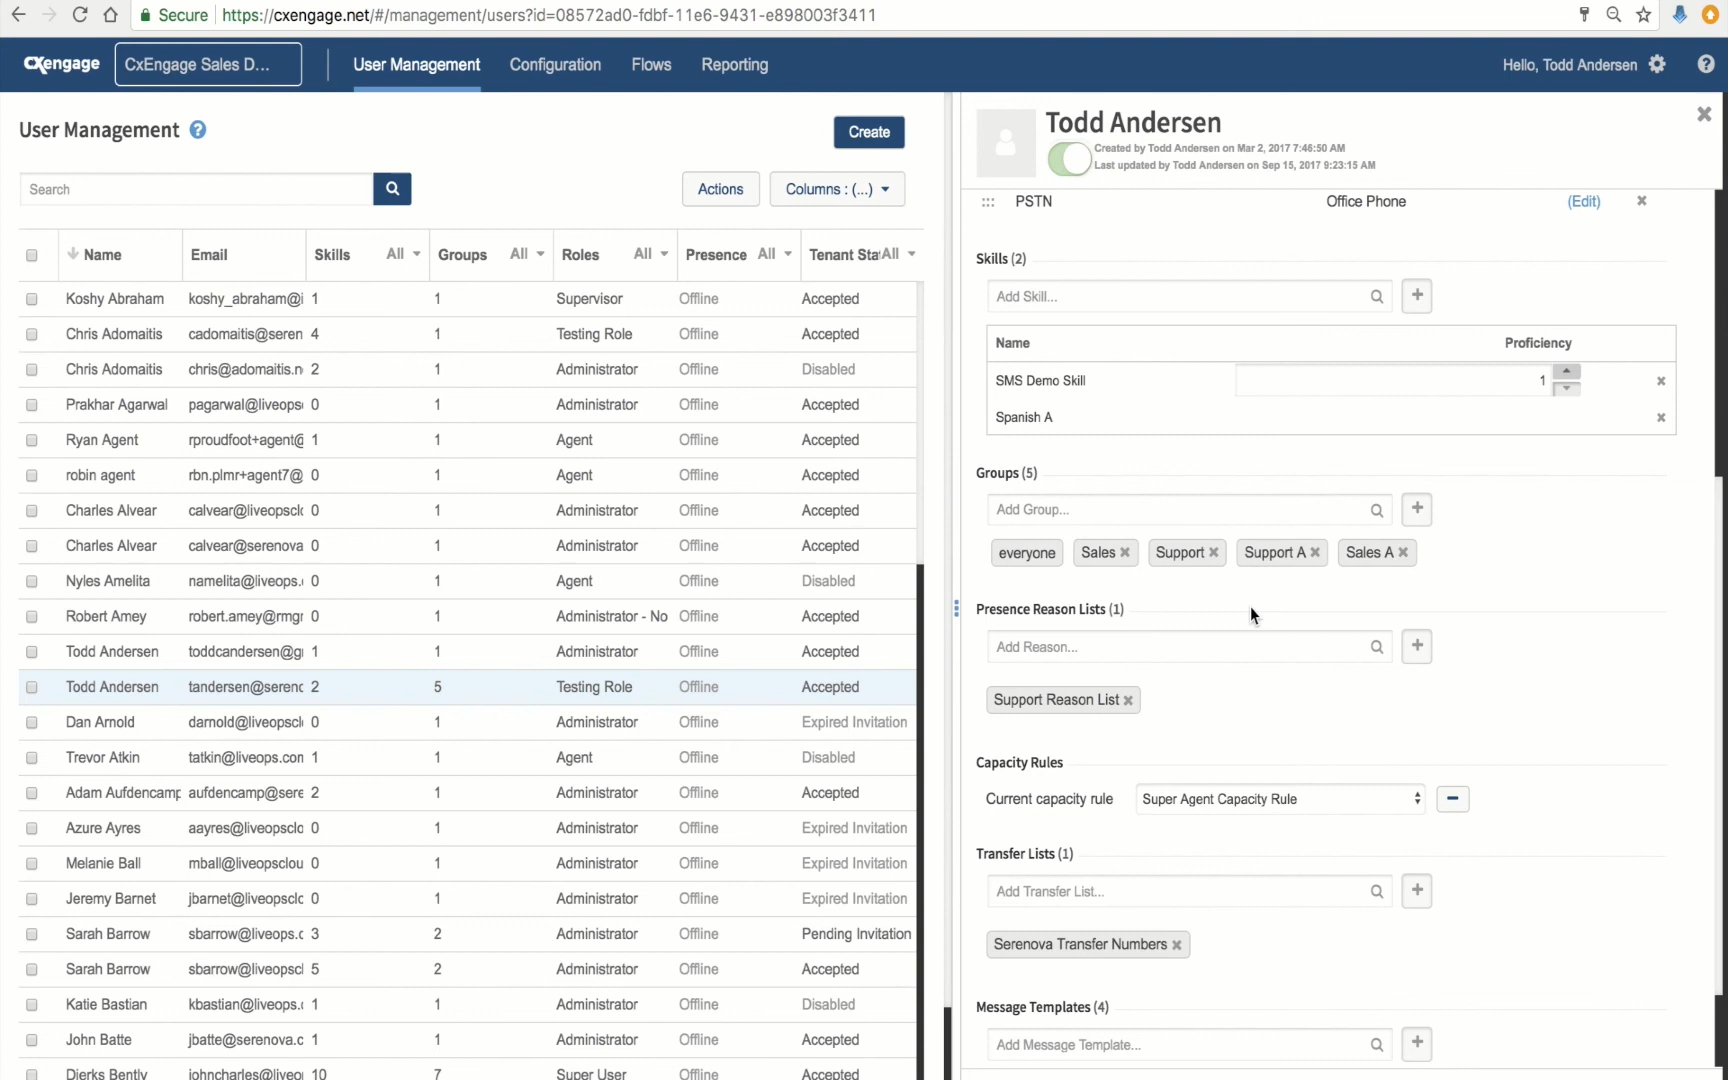 Secure https://cxengage.net/#/management/users?id=08572ad0-fdbf-11e6-9431-e898003f3411
CXengage CxEngage Sales D... User Management Configuration Flows Reporting Hello, Todd Andersen
User Management
Create
Search
Actions
Columns : (...)
Name Email Skills All Groups All Roles All Presence All Tenant Sta All
Koshy Abraham koshy_abraham@i 1 1 Supervisor Offline Accepted
Chris Adomaitis cadomaitis@seren 4 1 Testing Role Offline Accepted
Chris Adomaitis chris@adomaitis.n 2 1 Administrator Offline Disabled
Prakhar Agarwal pagarwal@liveops 0 1 Administrator Offline Accepted
Ryan Agent rproudfoot+agent@ 1 1 Agent Offline Accepted
robin agent rbn.plmr+agent7@ 0 1 Agent Offline Accepted
Charles Alvear calvear@liveopsclo 0 1 Administrator Offline Accepted
Charles Alvear calvear@serenova 0 1 Administrator Offline Accepted
Nyles Amelita namelita@liveops. 0 1 Agent Offline Disabled
Robert Amey robert.amey@rmgr 0 1 Administrator - No Offline Accepted
Todd Andersen toddcandersen@g 1 1 Administrator Offline Accepted
Todd Andersen tandersen@sereno 2 5 Testing Role Offline Accepted
Dan Arnold darnold@liveopscl 0 1 Administrator Offline Expired Invitation
Trevor Atkin tatkin@liveops.com 1 1 Agent Offline Disabled
Adam Aufdencamp aufdencamp@sere 2 1 Administrator Offline Accepted
Azure Ayres aayres@liveopsclo 0 1 Administrator Offline Expired Invitation
Melanie Ball mball@liveopsclou 0 1 Administrator Offline Expired Invitation
Jeremy Barnet jbarnet@liveopsclo 0 1 Administrator Offline Expired Invitation
Sarah Barrow sbarrow@liveops.c 3 2 Administrator Offline Pending Invitation
Sarah Barrow sbarrow@liveopscl 5 2 Administrator Offline Accepted
Katie Bastian kbastian@liveops. 1 1 Administrator Offline Disabled
John Batte jbatte@serenova.c 1 1 Administrator Offline Accepted
Dierks Bently johncharles@liveop 10 7 Super User Offline Accepted
Todd Andersen
Created by Todd Andersen on Mar 2, 2017 7:46:50 AM
Last updated by Todd Andersen on Sep 15, 2017 9:23:15 AM
PSTN Office Phone (Edit)
Skills (2)
Add Skill...
Name Proficiency
SMS Demo Skill 1
Spanish A
Groups (5)
Add Group...
everyone Sales Support Support A Sales A
Presence Reason Lists (1)
Add Reason...
Support Reason List
Capacity Rules
Current capacity rule Super Agent Capacity Rule
Transfer Lists (1)
Add Transfer List...
Serenova Transfer Numbers
Message Templates (4)
Add Message Template...